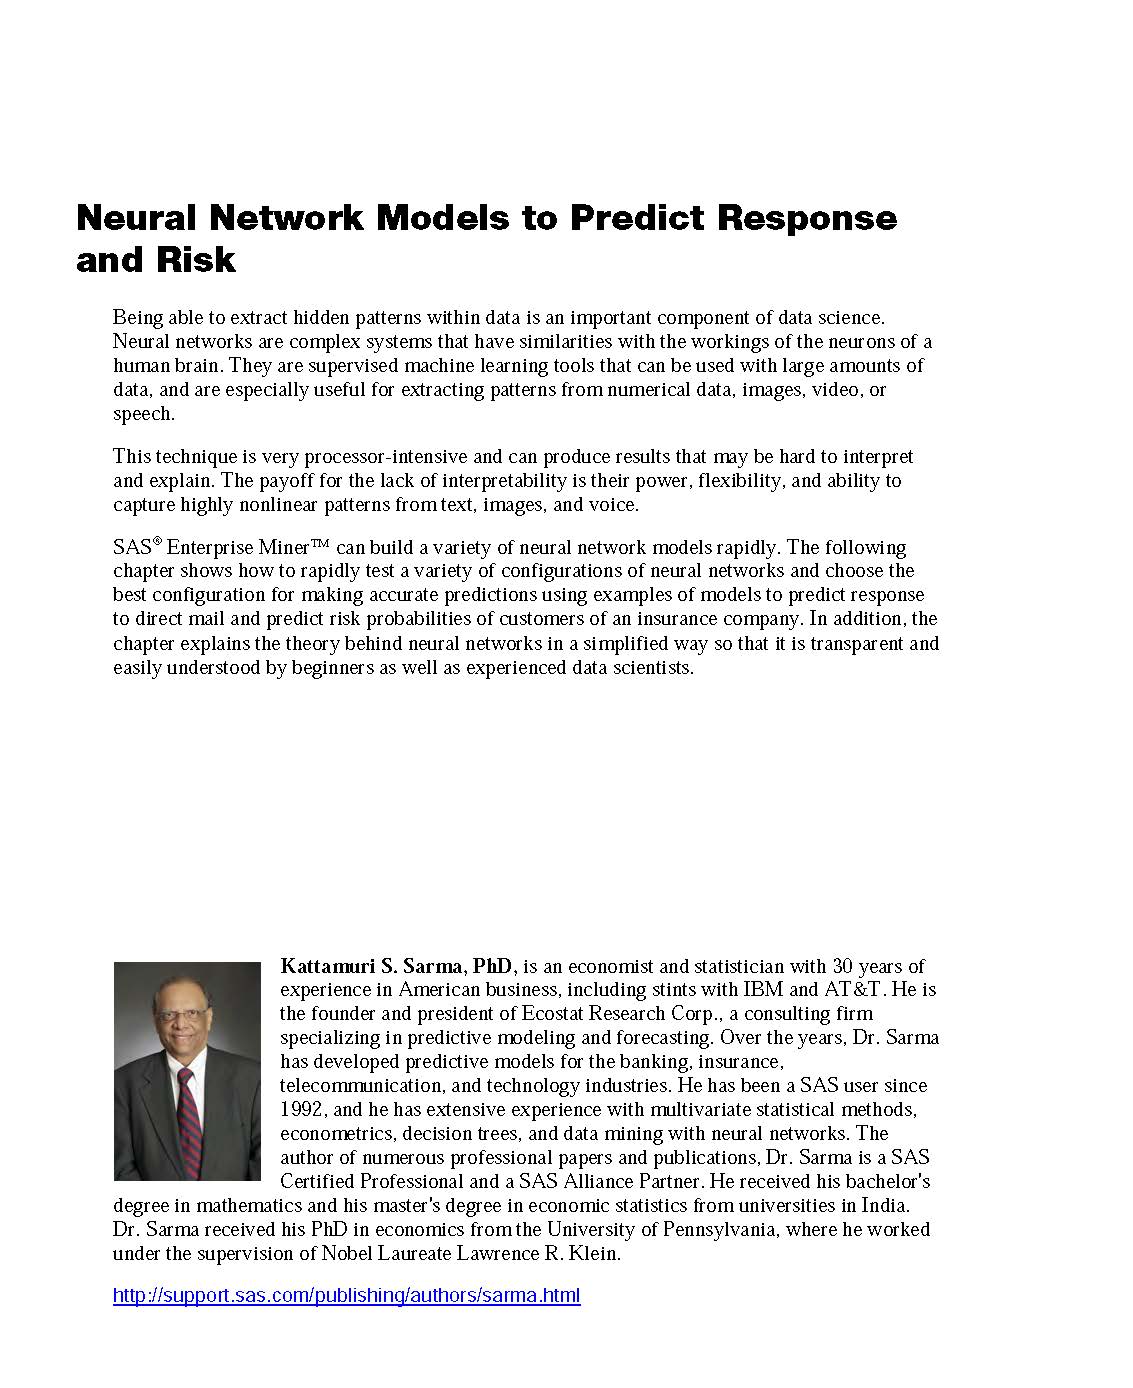 Neural Network Models to Predict Response
and Risk
Being able to extract hidden patterns within data is an important component of data science.
Neural networks are complex systems that have similarities with the workings of the neurons of a
human brain. They are supervised machine learning tools that can be used with large amounts of
data, and are especially useful for extracting patterns from numerical data, images, video, or
speech.
This technique is very processor-intensive and can produce results that may be hard to interpret
and explain. The payoff for the lack of interpretability is their power, flexibility, and ability to
capture highly nonlinear patterns from text, images, and voice.
SAS® Enterprise Miner™ can build a variety of neural network models rapidly. The following
chapter shows how to rapidly test a variety of configurations of neural networks and choose the
best configuration for making accurate predictions using examples of models to predict response
to direct mail and predict risk probabilities of customers of an insurance company. In addition, the
chapter explains the theory behind neural networks in a simplified way so that it is transparent and
easily understood by beginners as well as experienced data scientists.
Kattamuri S. Sarma, PhD, is an economist and statistician with 30 years of
experience in American business, including stints with IBM and AT&T. He is
the founder and president of Ecostat Research Corp., a consulting firm
specializing in predictive modeling and forecasting. Over the years, Dr. Sarma
has developed predictive models for the banking, insurance,
telecommunication, and technology industries. He has been a SAS user since
1992, and he has extensive experience with multivariate statistical methods,
econometrics, decision trees, and data mining with neural networks. The
author of numerous professional papers and publications, Dr. Sarma is a SAS
Certified Professional and a SAS Alliance Partner. He received his bachelor's
degree in mathematics and his master's degree in economic statistics from universities in India.
Dr. Sarma received his PhD in economics from the University of Pennsylvania, where he worked
under the supervision of Nobel Laureate Lawrence R. Klein.
http://support.sas.com/publishing/authors/sarma.html